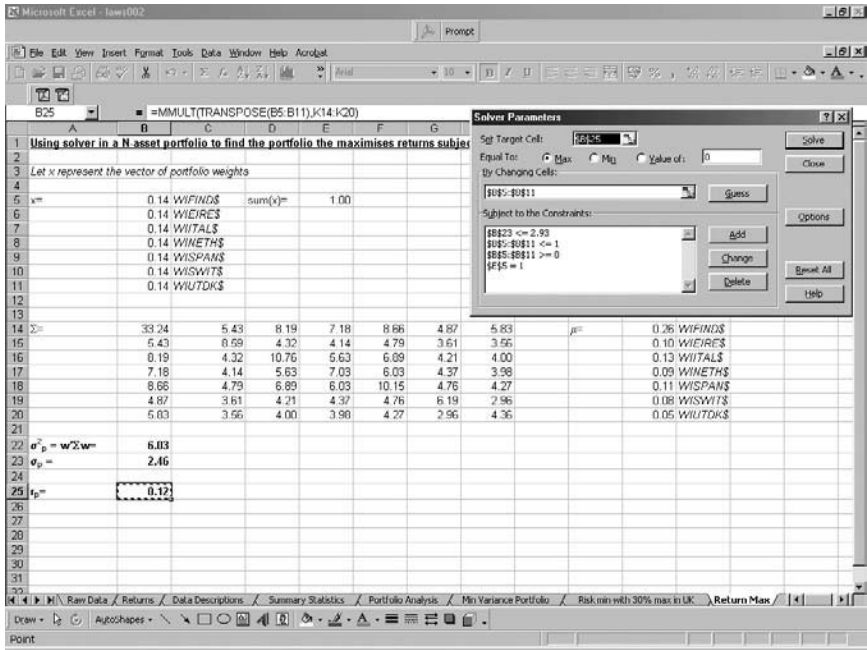 Microsoft Excel - laws002
Prompt
File Edit View Insert Format Tools Data Window Help Acrobat
Arial 10 B I U
B25 = =MMULT(TRANSPOSE(B5:B11),K14:K20)
A B C D E F G
1 Using solver in a N-asset portfolio to find the portfolio the maximises returns subjec
2
3 Let x represent the vector of portfolio weights
4
5 x= 0.14 WIFIND$ sum(x)= 1.00
6 0.14 WIEIRE$
7 0.14 WIITAL$
8 0.14 WINETH$
9 0.14 WISPAN$
10 0.14 WISWIT$
11 0.14 WIUTDK$
12
13
14 Σ= 33.24 5.43 8.19 7.18 8.66 4.87 5.83 μ= 0.26 WIFIND$
15 5.43 8.59 4.32 4.14 4.79 3.61 3.56 0.10 WIEIRE$
16 8.19 4.32 10.76 5.63 6.89 4.21 4.00 0.13 WIITAL$
17 7.18 4.14 5.63 7.03 6.03 4.37 3.98 0.09 WINETH$
18 8.66 4.79 6.89 6.03 10.15 4.76 4.27 0.11 WISPAN$
19 4.87 3.61 4.21 4.37 4.76 6.19 2.96 0.08 WISWIT$
20 5.83 3.56 4.00 3.98 4.27 2.96 4.36 0.05 WIUTDK$
21
22 σ²p = w'Σw= 6.03
23 σp = 2.46
24
25 rp= 0.12
26
27
28
29
30
31
Solver Parameters
Set Target Cell: $B$25 Solve
Equal To: Max Min Value of: 0 Close
By Changing Cells:
$B$5:$B$11 Guess
Subject to the Constraints: Options
$B$23 <= 2.93 Add
$B$5:$B$11 <= 1 Change
$B$5:$B$11 >= 0 Reset All
$E$5 = 1 Delete
Help
Raw Data / Returns / Data Descriptions / Summary Statistics / Portfolio Analysis / Min Variance Portfolio / Risk min with 30% max in UK \ Return Max /
Draw AutoShapes
Point